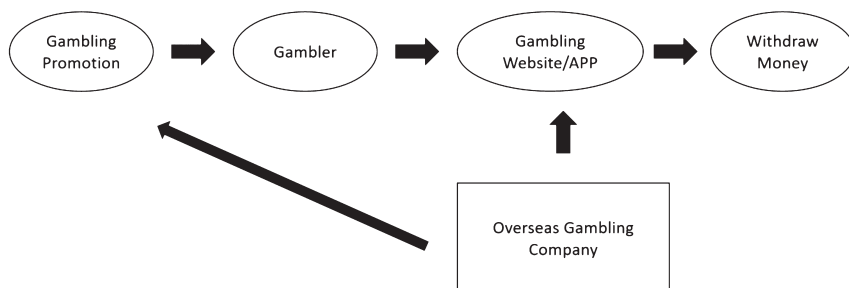 Gambling
Promotion
Gambler
Gambling
Website/APP
Withdraw
Money
Overseas Gambling
Company